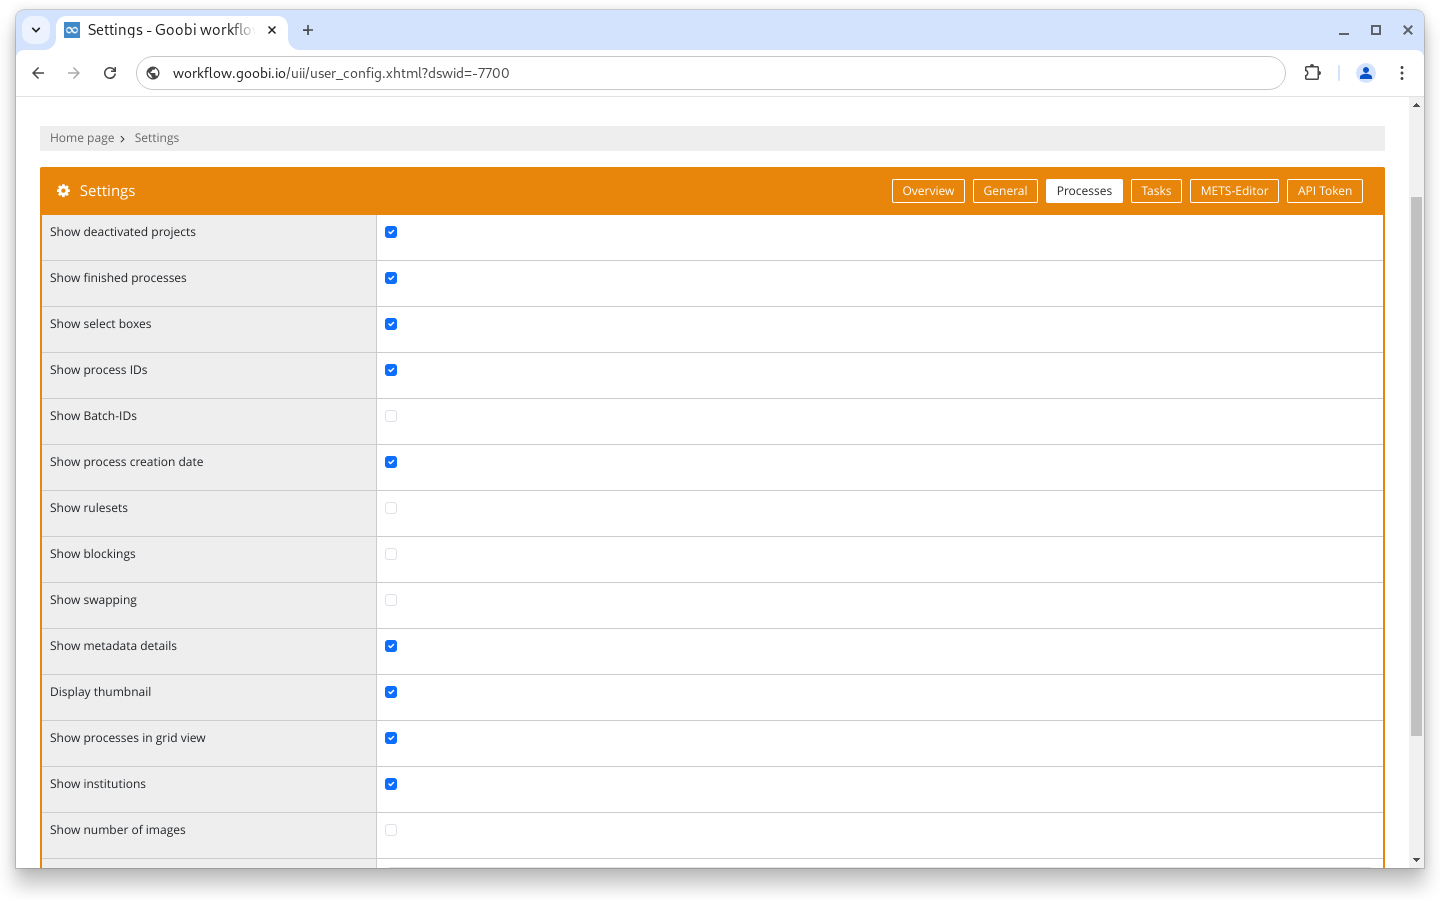 Settings - Goobi workflo
workflow.goobi.io/uii/user_config.xhtml?dswid=-7700
Home page › Settings
Settings Overview General Processes Tasks METS-Editor API Token
Show deactivated projects
Show finished processes
Show select boxes
Show process IDs
Show Batch-IDs
Show process creation date
Show rulesets
Show blockings
Show swapping
Show metadata details
Display thumbnail
Show processes in grid view
Show institutions
Show number of images